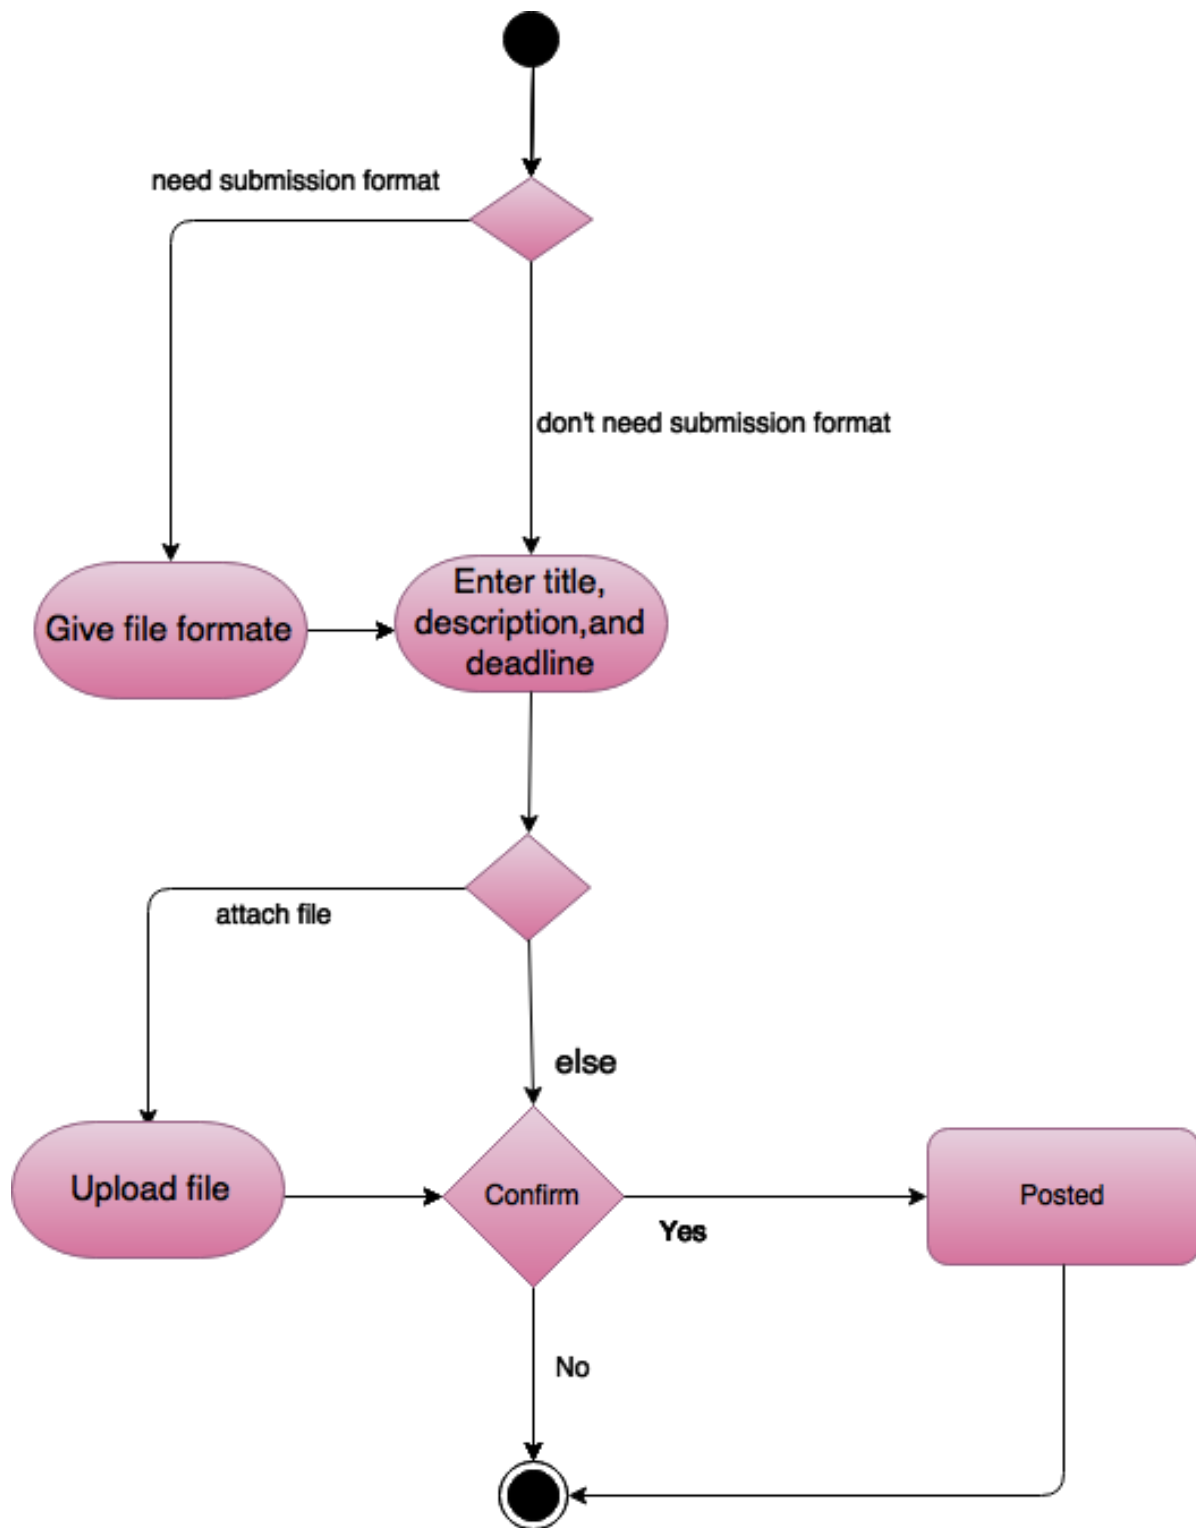 need submission format
don't need submission format
Give file formate
Enter title,
description,and
deadline
attach file
else
Upload file
Confirm
Yes
Posted
No